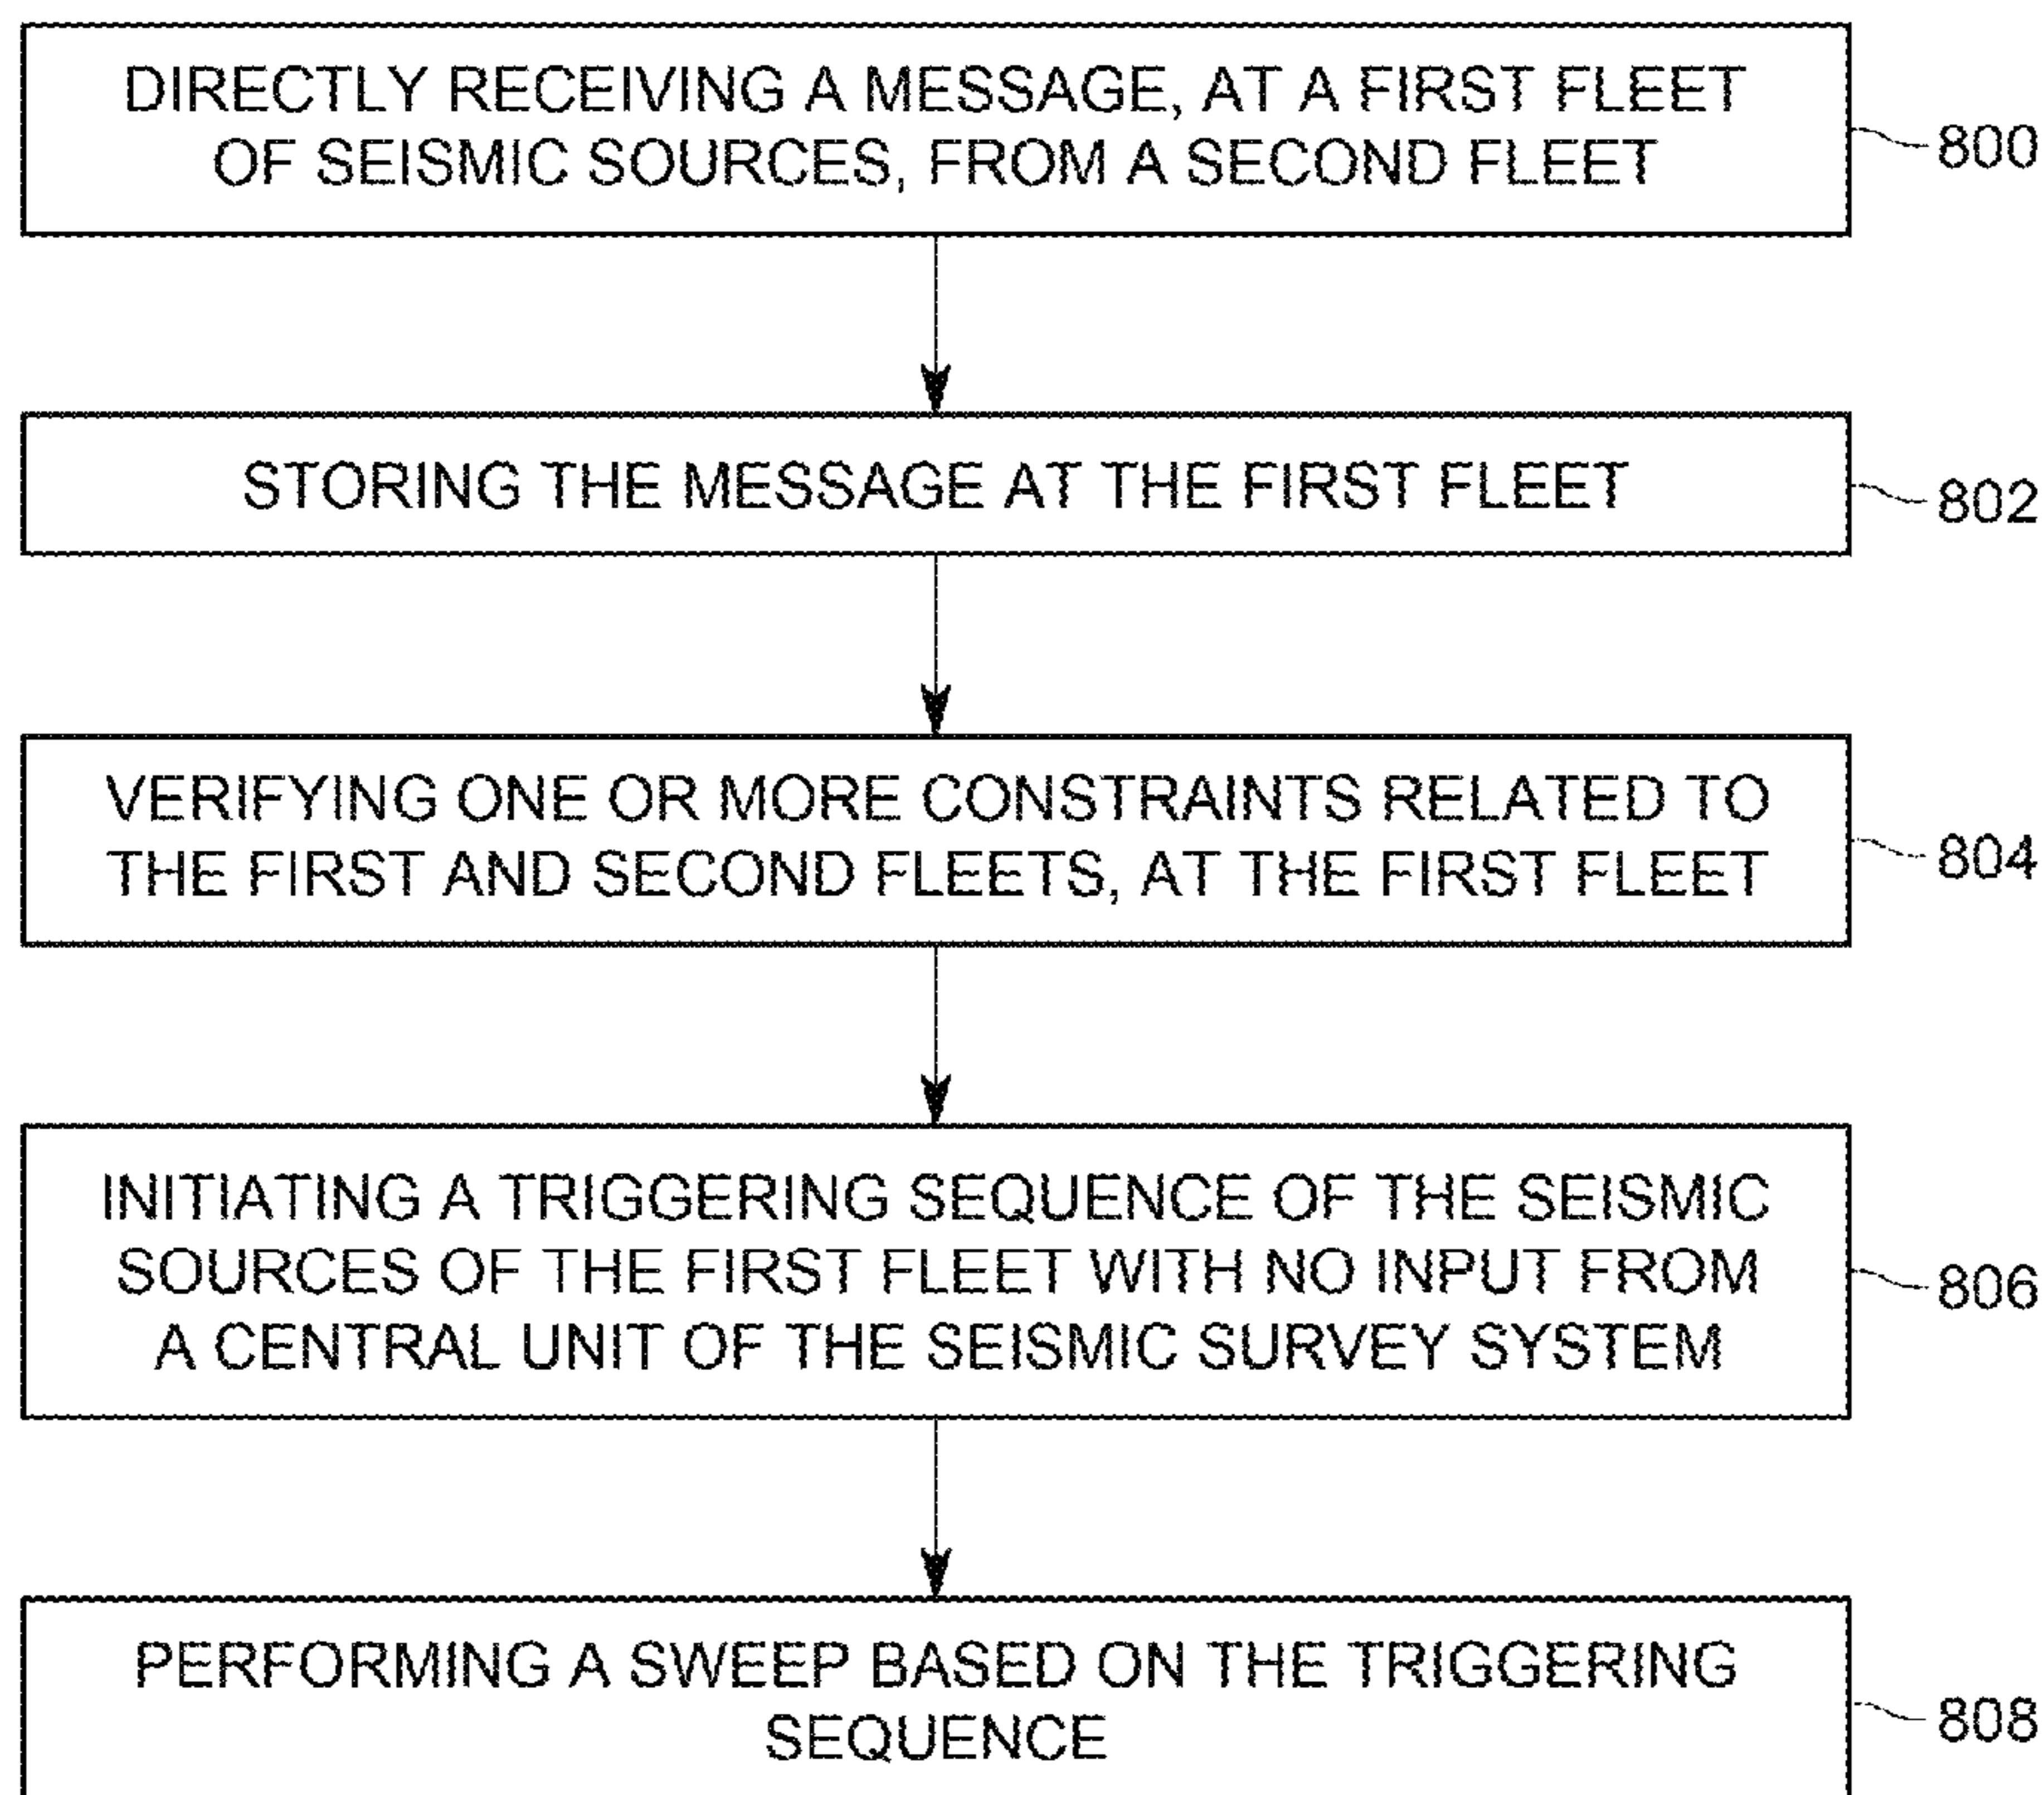 DIRECTLY RECEIVING A MESSAGE, AT A FIRST FLEET
OF SEISMIC SOURCES, FROM A SECOND FLEET
800
STORING THE MESSAGE AT THE FIRST FLEET
802
VERIFYING ONE OR MORE CONSTRAINTS RELATED TO
THE FIRST AND SECOND FLEETS, AT THE FIRST FLEET
804
INITIATING A TRIGGERING SEQUENCE OF THE SEISMIC
SOURCES OF THE FIRST FLEET WITH NO INPUT FROM
A CENTRAL UNIT OF THE SEISMIC SURVEY SYSTEM
806
PERFORMING A SWEEP BASED ON THE TRIGGERING
SEQUENCE
808